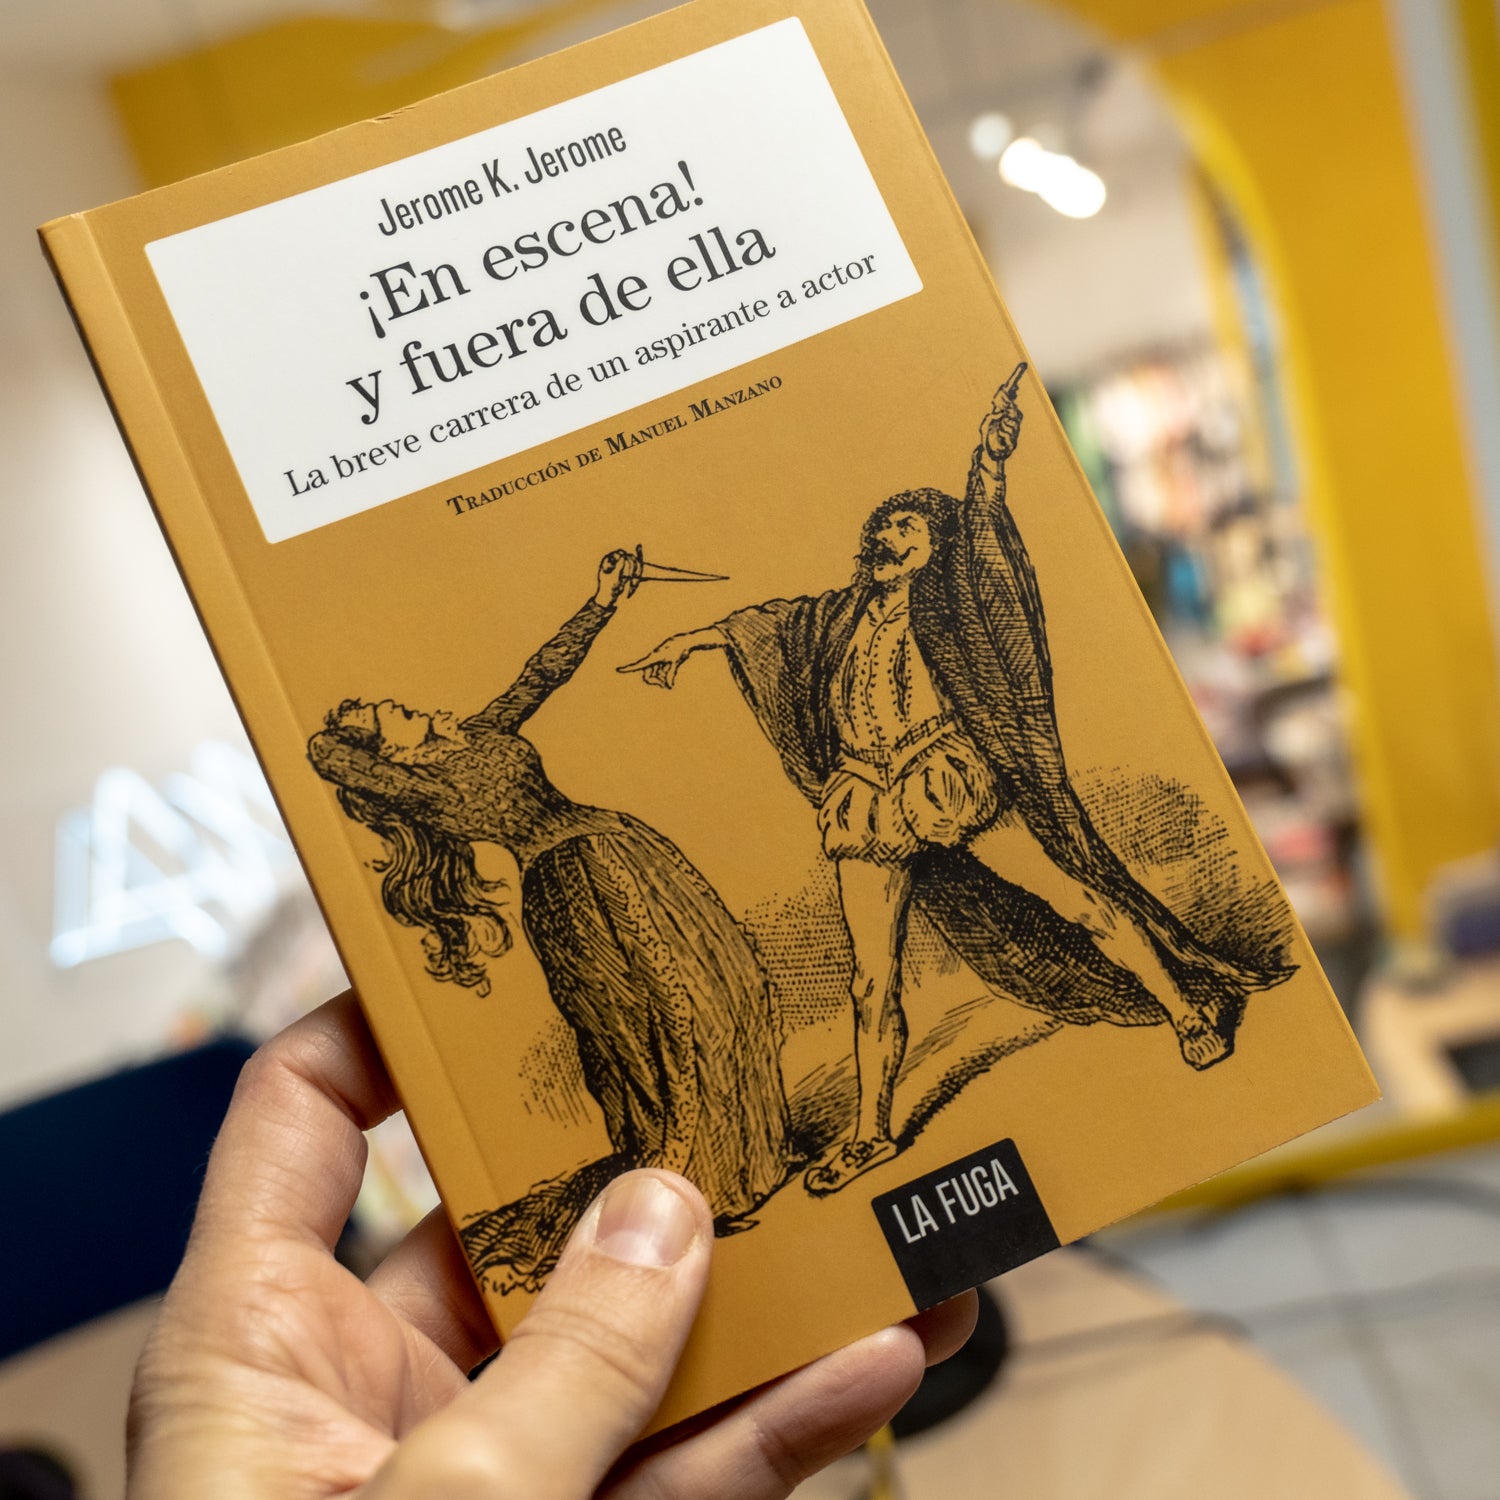 Jerome K. Jerome
¡En escena!
y fuera de ella
La breve carrera de un aspirante a actor
Traducción de Manuel Manzano
LA FUGA